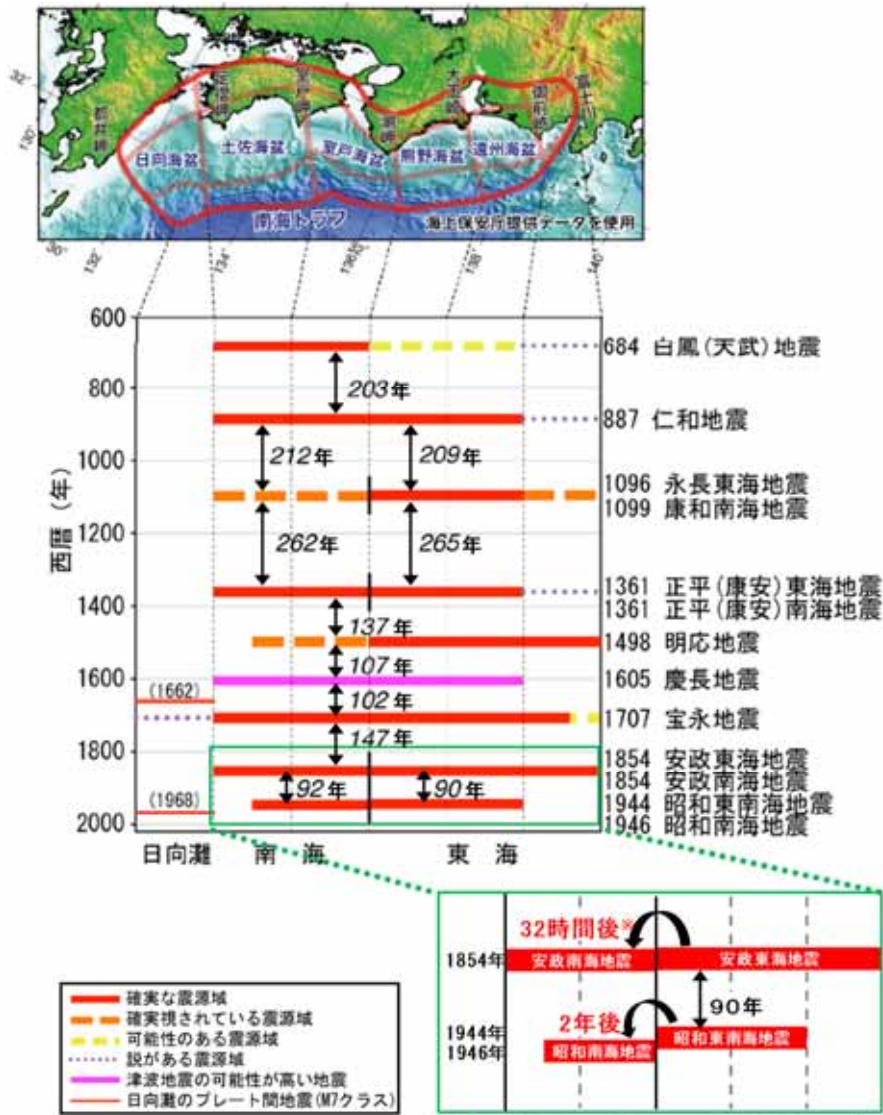 都井岬
足摺岬
室戸岬
潮岬
大王崎
御前崎
富士川
日向海盆
土佐海盆
室戸海盆
熊野海盆
遠州海盆
南海トラフ
海上保安庁提供データを使用
130°
132°
134°
136°
138°
140°
西暦(年)
600
800
1000
1200
1400
1600
1800
2000
684 白鳳(天武)地震
203年
887 仁和地震
212年
209年
1096 永長東海地震
1099 康和南海地震
262年
265年
1361 正平(康安)東海地震
1361 正平(康安)南海地震
137年
1498 明応地震
107年
1605 慶長地震
(1662)
102年
1707 宝永地震
147年
1854 安政東海地震
1854 安政南海地震
(1968)
92年
90年
1944 昭和東南海地震
1946 昭和南海地震
日向灘
南海
東海
32時間後※
1854年
安政南海地震
安政東海地震
90年
2年後
1944年
1946年
昭和南海地震
昭和東南海地震
確実な震源域
確実視されている震源域
可能性のある震源域
説がある震源域
津波地震の可能性が高い地震
日向灘のプレート間地震(M7クラス)